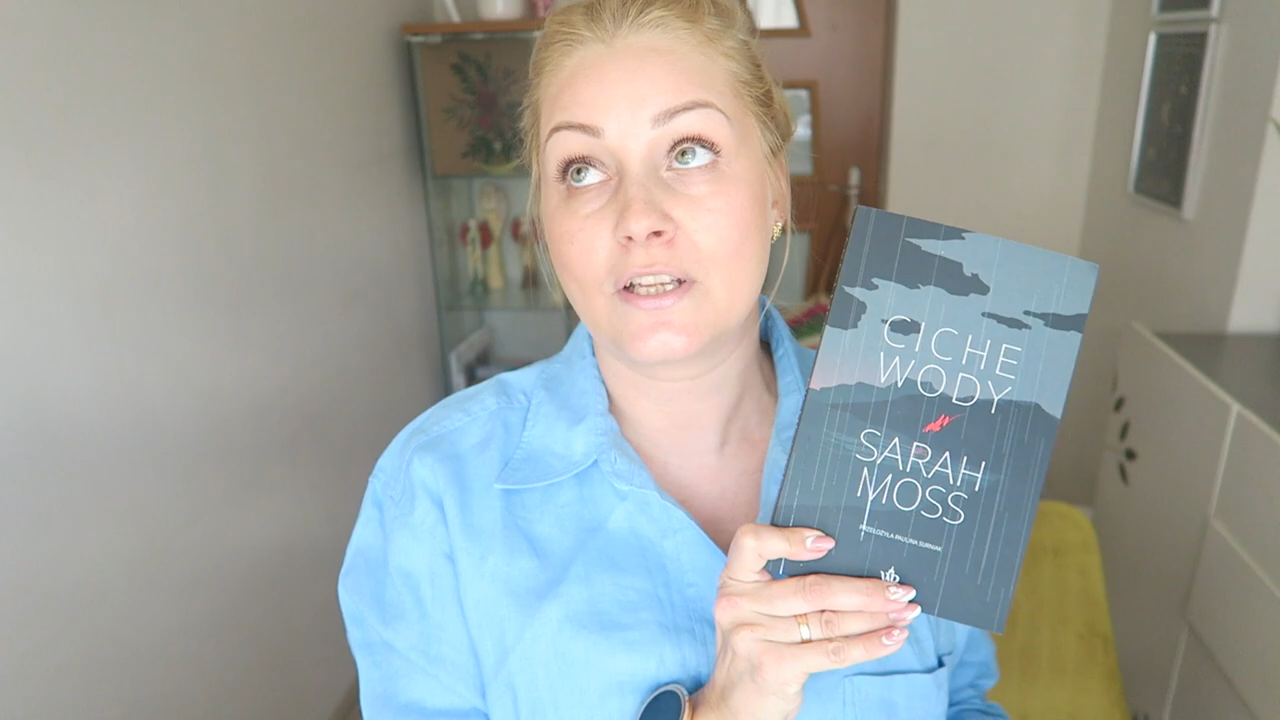 CICHE
WODY
SARAH
MOSS
PRZEŁOŻYŁA PAULINA SURNIAK